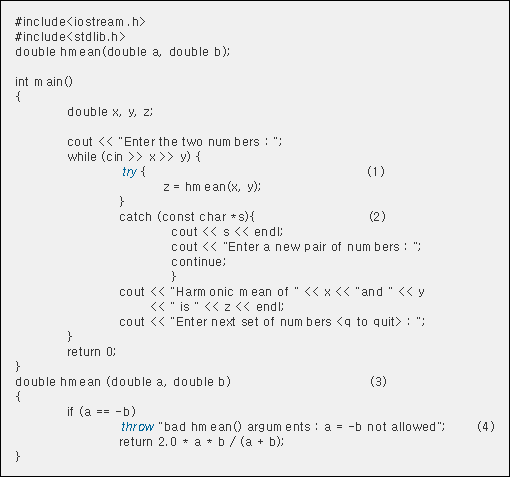 #include<iostream.h>
#include<stdlib.h>
double hmean(double a, double b);
int main()
{
double x, y, z;
cout << "Enter the two numbers : ";
while (cin >> x >> y) {
try { (1)
z = hmean(x, y);
}
catch (const char *s){ (2)
cout << s << endl;
cout << "Enter a new pair of numbers : ";
continue;
}
cout << "Harmonic mean of " << x << "and " << y
<< " is " << z << endl;
cout << "Enter next set of numbers <q to quit> : ";
}
return 0;
}
double hmean (double a, double b) (3)
{
if (a == -b)
throw "bad hmean() arguments : a = -b not allowed"; (4)
return 2.0 * a * b / (a + b);
}